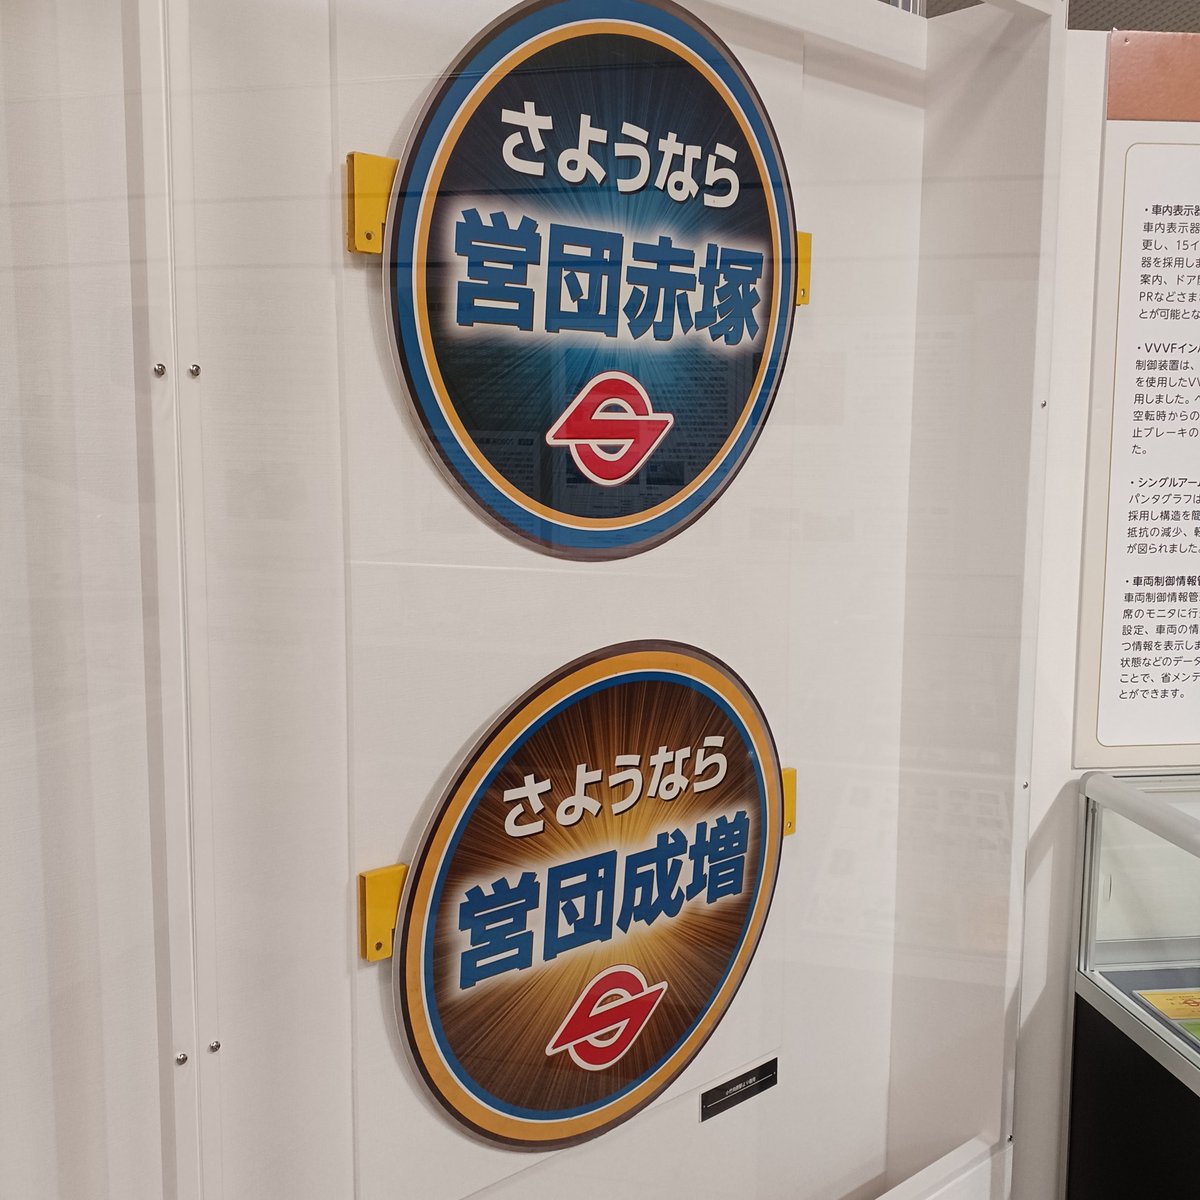 さようなら
営団赤塚
さようなら
営団成増
・車内表示器
車内表示器
更し、15イ
器を採用しま
案内、ドア
PRなどさま
とが可能とな
・VVVFイン
制御装置は、
を使用したVV
用しました。
空転時からの
止ブレーキの
た。
・シングルアー
パンタグラフは
採用し構造を簡
抵抗の減少、
が図られました
・車両制御情報管
車両制御情報管
席のモニタに行
設定、車両の情
つ情報を表示しま
状態などのデータ
ことで、省メンテ
とができます。